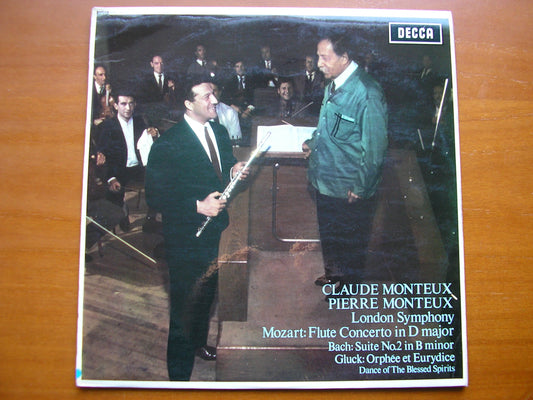 DECCA
CLAUDE MONTEUX
PIERRE MONTEUX
London Symphony
Mozart: Flute Concerto in D major
Bach: Suite No.2 in B minor
Gluck: Orphée et Eurydice
Dance of The Blessed Spirits